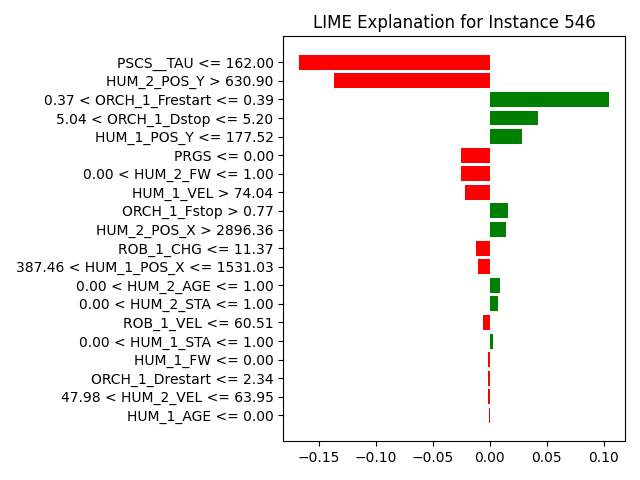 LIME Explanation for Instance 546
PSCS__TAU <= 162.00
HUM_2_POS_Y > 630.90
0.37 < ORCH_1_Frestart <= 0.39
5.04 < ORCH_1_Dstop <= 5.20
HUM_1_POS_Y <= 177.52
PRGS <= 0.00
0.00 < HUM_2_FW <= 1.00
HUM_1_VEL > 74.04
ORCH_1_Fstop > 0.77
HUM_2_POS_X > 2896.36
ROB_1_CHG <= 11.37
387.46 < HUM_1_POS_X <= 1531.03
0.00 < HUM_2_AGE <= 1.00
0.00 < HUM_2_STA <= 1.00
ROB_1_VEL <= 60.51
0.00 < HUM_1_STA <= 1.00
HUM_1_FW <= 0.00
ORCH_1_Drestart <= 2.34
47.98 < HUM_2_VEL <= 63.95
HUM_1_AGE <= 0.00
−0.15 −0.10 −0.05 0.00 0.05 0.10